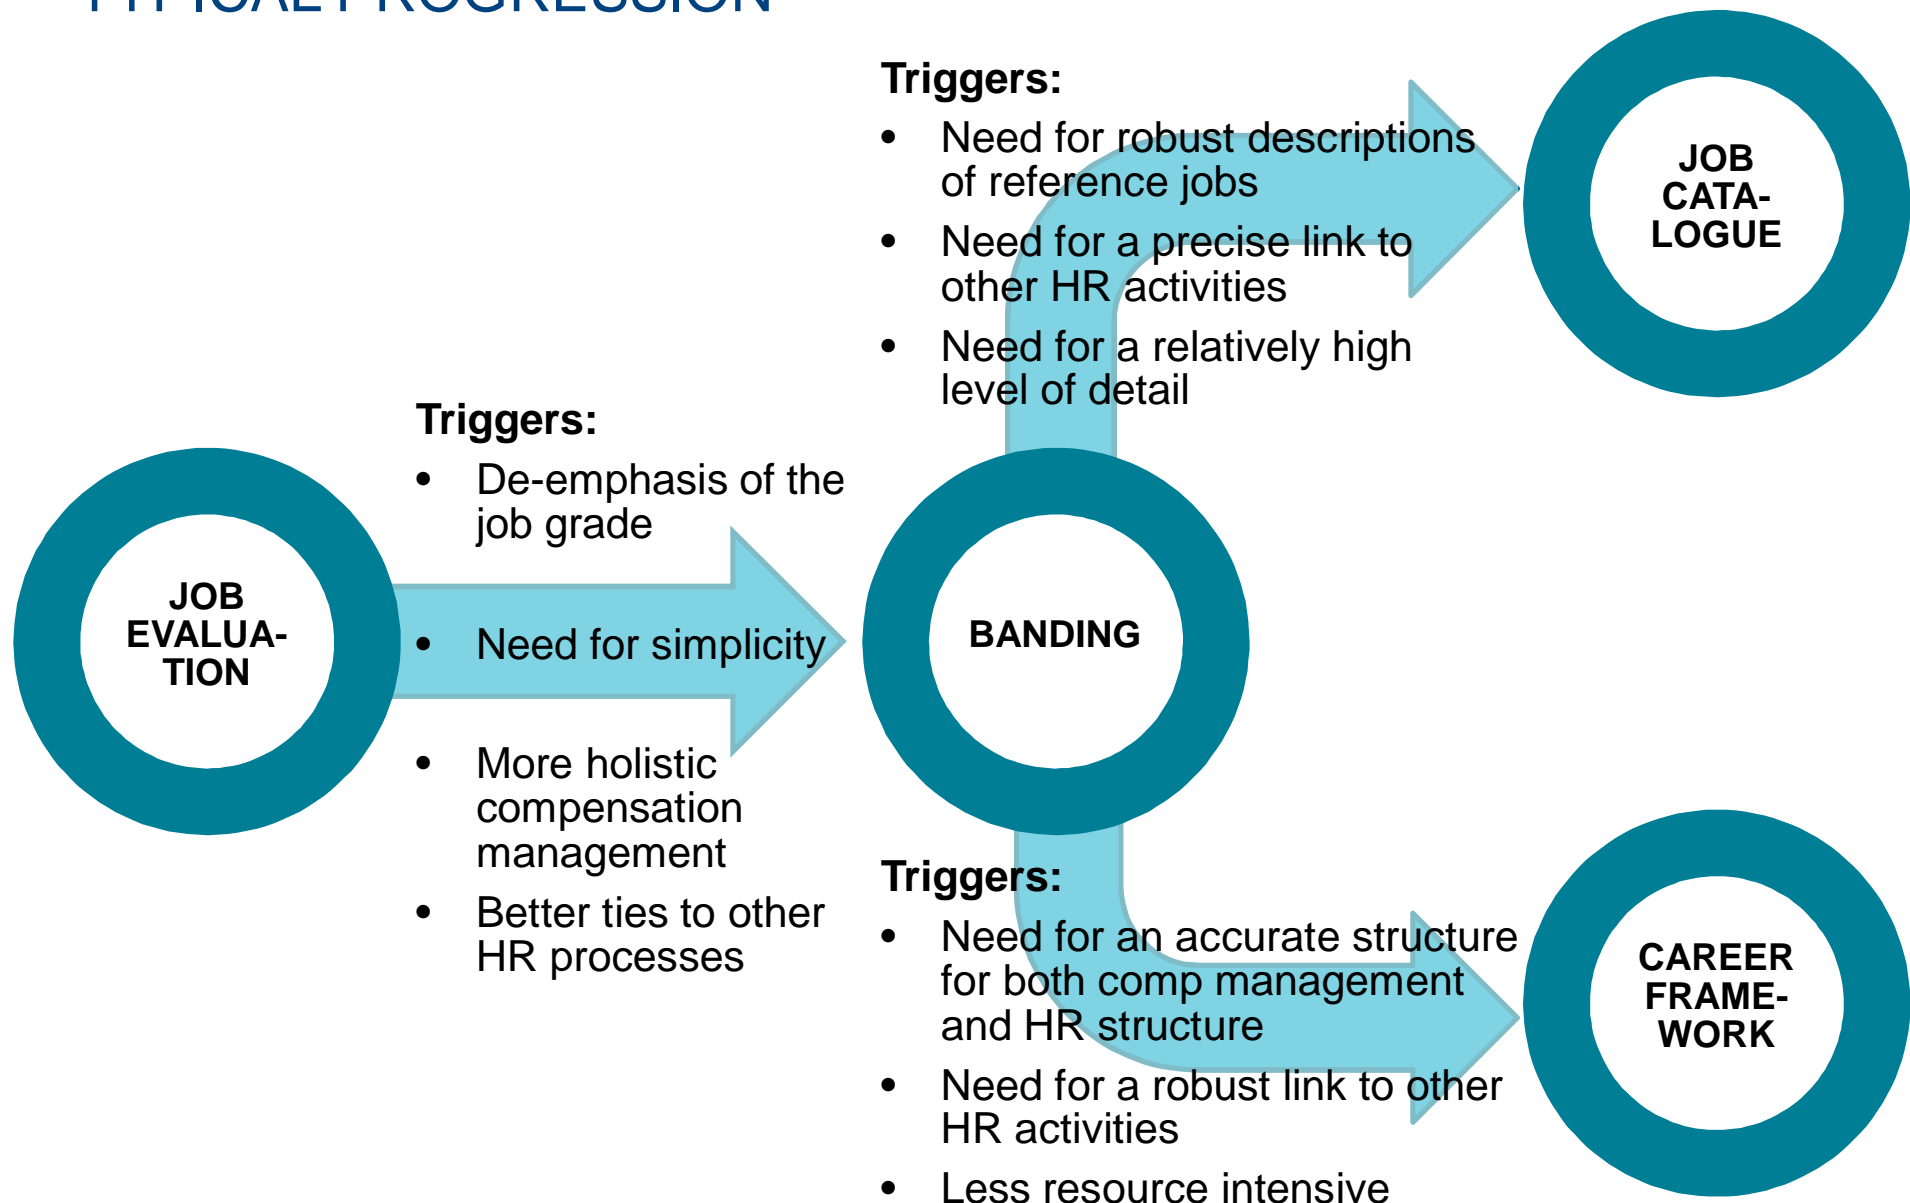 TYPICAL PROGRESSION
Triggers:
• Need for robust descriptions
of reference jobs
• Need for a precise link to
other HR activities
• Need for a relatively high
level of detail
JOB
CATA-
LOGUE
Triggers:
• De-emphasis of the
job grade
• Need for simplicity
• More holistic
compensation
management
• Better ties to other
HR processes
JOB
EVALUA-
TION
BANDING
Triggers:
• Need for an accurate structure
for both comp management
and HR structure
• Need for a robust link to other
HR activities
• Less resource intensive
CAREER
FRAME-
WORK